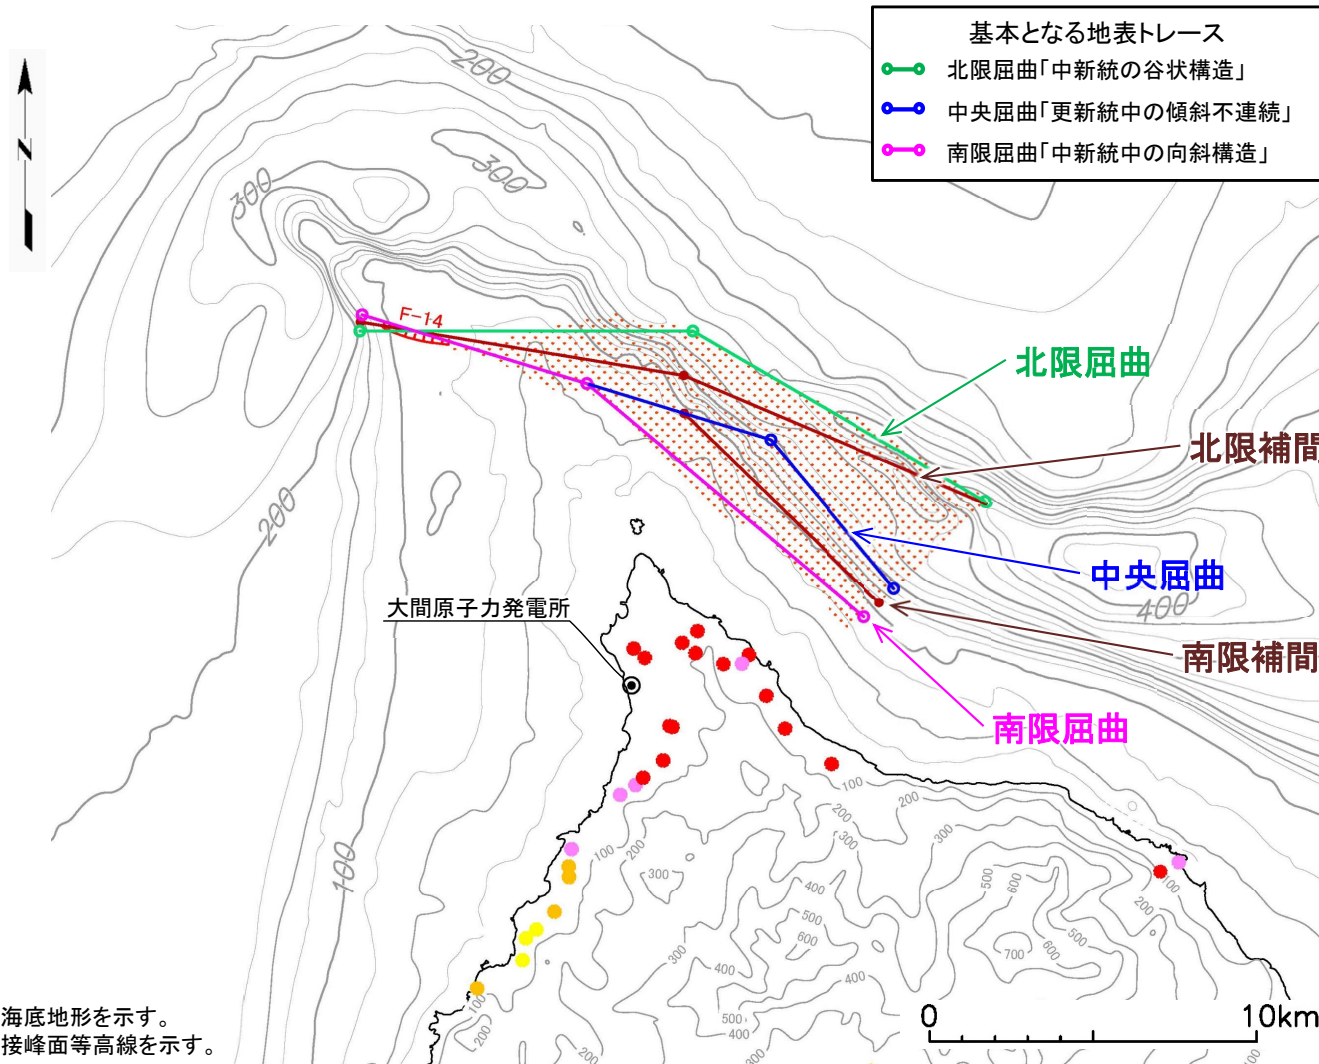 基本となる地表トレース
北限屈曲「中新統の谷状構造」
中央屈曲「更新統中の傾斜不連続」
南限屈曲「中新統中の向斜構造」
N
200
300
300
F-14
北限屈曲
北限補間
200
中央屈曲
400
大間原子力発電所
南限補間
南限屈曲
100
100
200
200
300
300
100
200
300
400
500
600
500
600
700
600
500
100
200
300
400
400
500
400
100
200
200
200
100
海底地形を示す。
接峰面等高線を示す。
0
10km